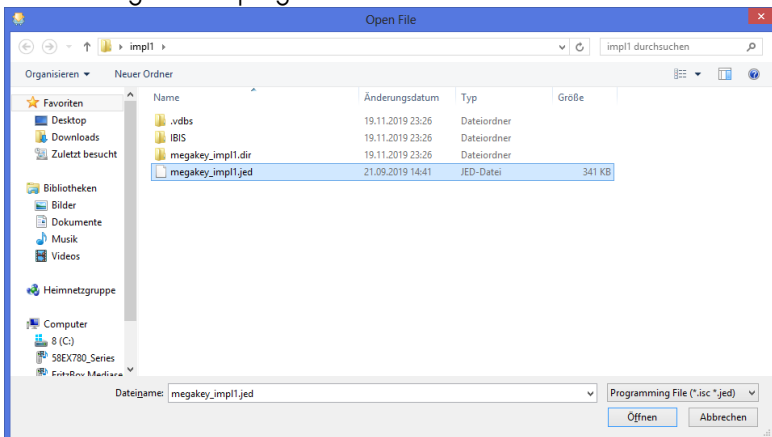 Open File
impl1
impl1 durchsuchen
Organisieren
Neuer Ordner
Name Änderungsdatum Typ Größe
Favoriten
Desktop
Downloads
Zuletzt besucht
Bibliotheken
Bilder
Dokumente
Musik
Videos
Heimnetzgruppe
Computer
8 (C:)
58EX780_Series
.vdbs 19.11.2019 23:26 Dateiordner
IBIS 19.11.2019 23:26 Dateiordner
megakey_impl1.dir 19.11.2019 23:26 Dateiordner
megakey_impl1.jed 21.09.2019 14:41 JED-Datei 341 KB
Dateiname: megakey_impl1.jed
Programming File (*.isc *.jed)
Öffnen
Abbrechen